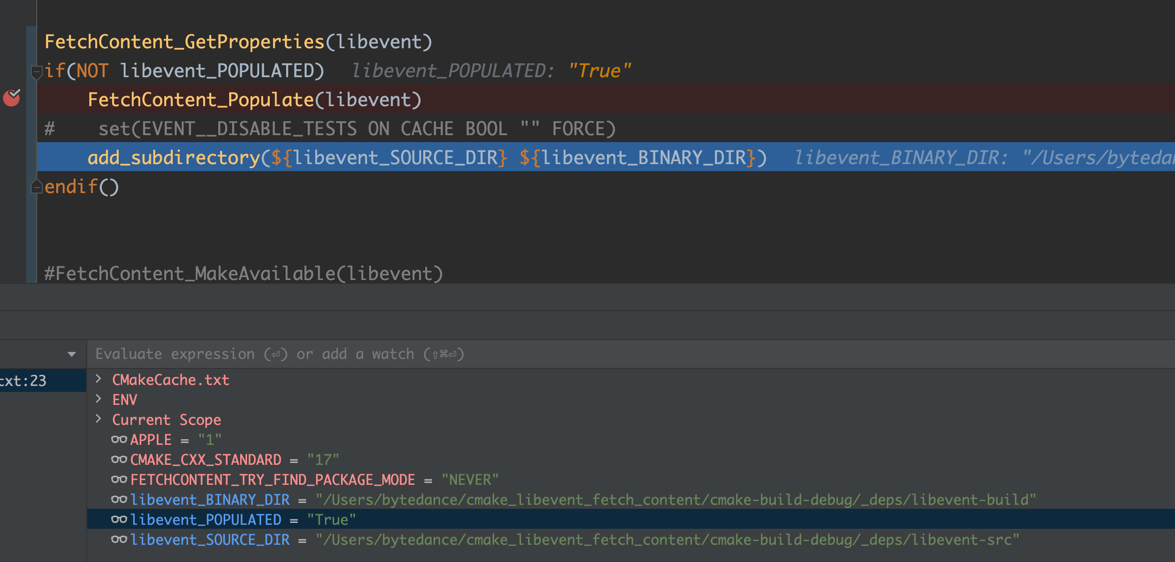 FetchContent_GetProperties(libevent)
if(NOT libevent_POPULATED) libevent_POPULATED: "True"
FetchContent_Populate(libevent)
# set(EVENT__DISABLE_TESTS ON CACHE BOOL "" FORCE)
add_subdirectory(${libevent_SOURCE_DIR} ${libevent_BINARY_DIR}) libevent_BINARY_DIR: "/Users/byteda
endif()
#FetchContent_MakeAvailable(libevent)
Evaluate expression (⏎) or add a watch (⇧⌘⏎)
txt:23
CMakeCache.txt
ENV
Current Scope
APPLE = "1"
CMAKE_CXX_STANDARD = "17"
FETCHCONTENT_TRY_FIND_PACKAGE_MODE = "NEVER"
libevent_BINARY_DIR = "/Users/bytedance/cmake_libevent_fetch_content/cmake-build-debug/_deps/libevent-build"
libevent_POPULATED = "True"
libevent_SOURCE_DIR = "/Users/bytedance/cmake_libevent_fetch_content/cmake-build-debug/_deps/libevent-src"